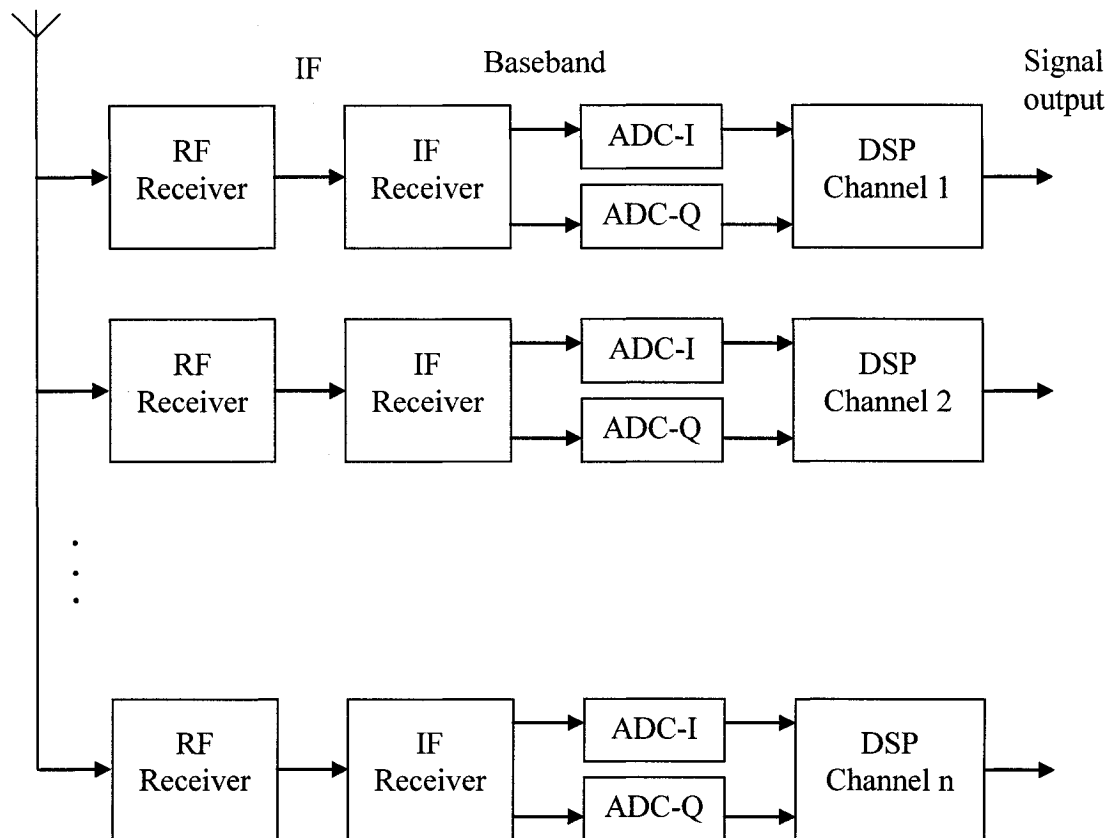 IF
Baseband
Signal
output
RF
Receiver
IF
Receiver
ADC-I
ADC-Q
DSP
Channel 1
RF
Receiver
IF
Receiver
ADC-I
ADC-Q
DSP
Channel 2
RF
Receiver
IF
Receiver
ADC-I
ADC-Q
DSP
Channel n